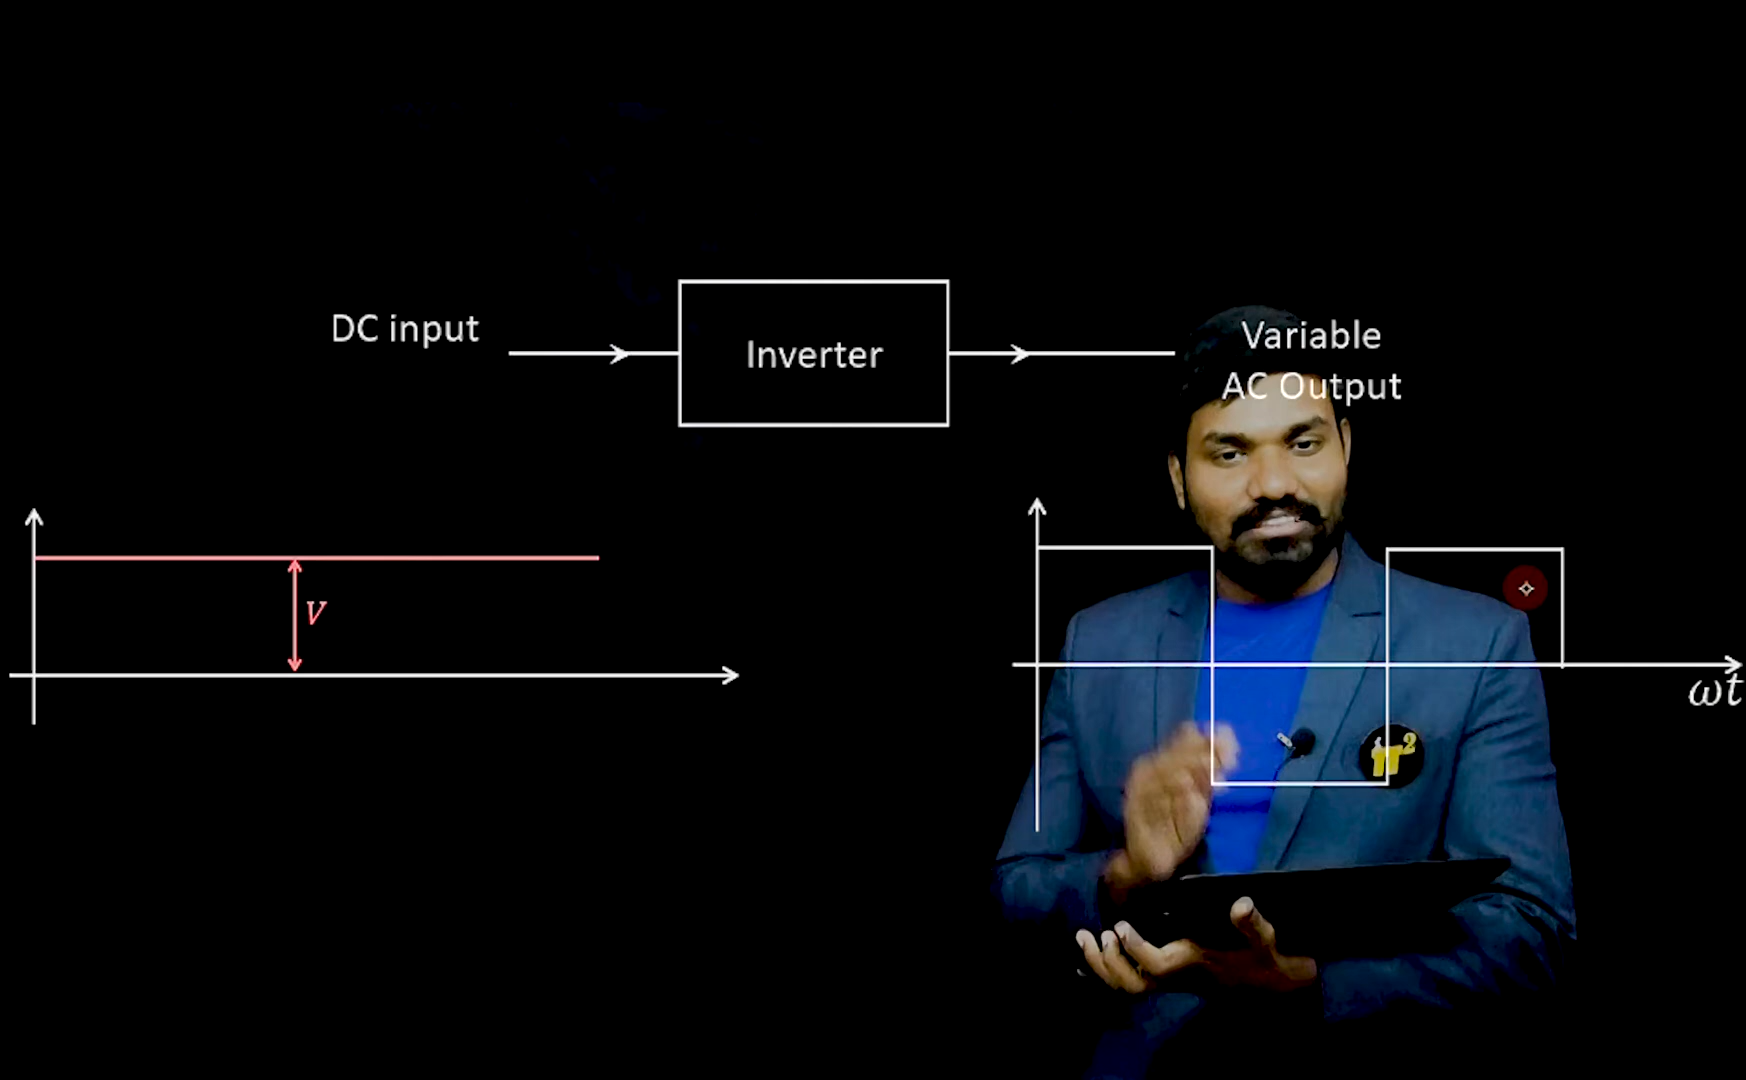 DC input
Inverter
Variable
AC Output
V
ωt